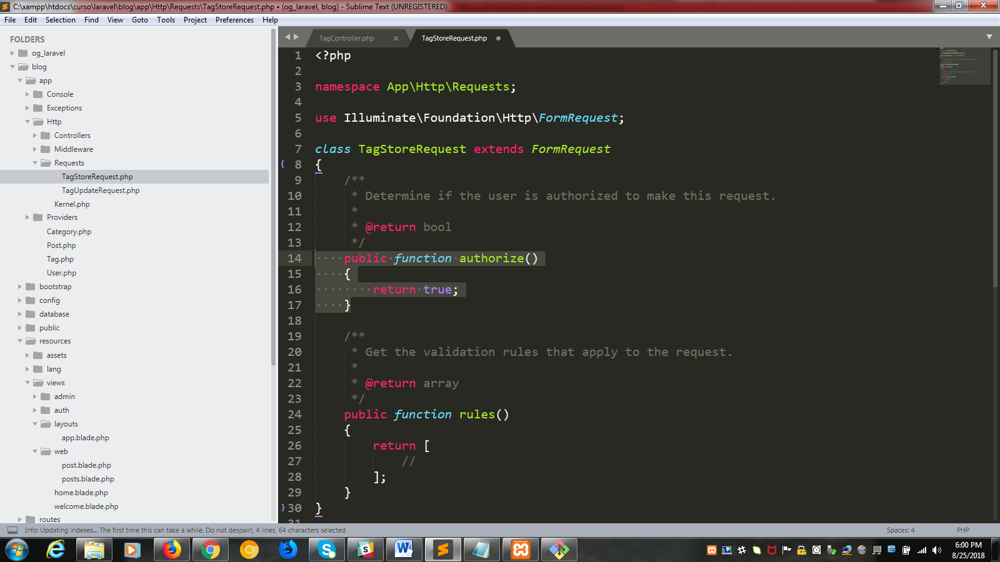 C:\xampp\htdocs\curso\laravel\blog\app\Http\Requests\TagStoreRequest.php • (og_laravel, blog) - Sublime Text (UNREGISTERED)
File Edit Selection Find View Goto Tools Project Preferences Help
FOLDERS
og_laravel
blog
app
Console
Exceptions
Http
Controllers
Middleware
Requests
TagStoreRequest.php
TagUpdateRequest.php
Kernel.php
Providers
Category.php
Post.php
Tag.php
User.php
bootstrap
config
database
public
resources
assets
lang
views
admin
auth
layouts
app.blade.php
web
post.blade.php
posts.blade.php
home.blade.php
welcome.blade.php
routes
TagController.php × TagStoreRequest.php •
1 <?php
2
3 namespace App\Http\Requests;
4
5 use Illuminate\Foundation\Http\FormRequest;
6
7 class TagStoreRequest extends FormRequest
{ 8 {
9 /**
10 * Determine if the user is authorized to make this request.
11 *
12 * @return bool
13 */
14 public function authorize()
15 {
16 return true;
17 }
18
19 /**
20 * Get the validation rules that apply to the request.
21 *
22 * @return array
23 */
24 public function rules()
25 {
26 return [
27 //
28 ];
29 }
} 30 }
31
Info: Updating indexes... The first time this can take a while. Do not despair!, 4 lines, 64 characters selected Spaces: 4 PHP
6:00 PM
8/25/2018